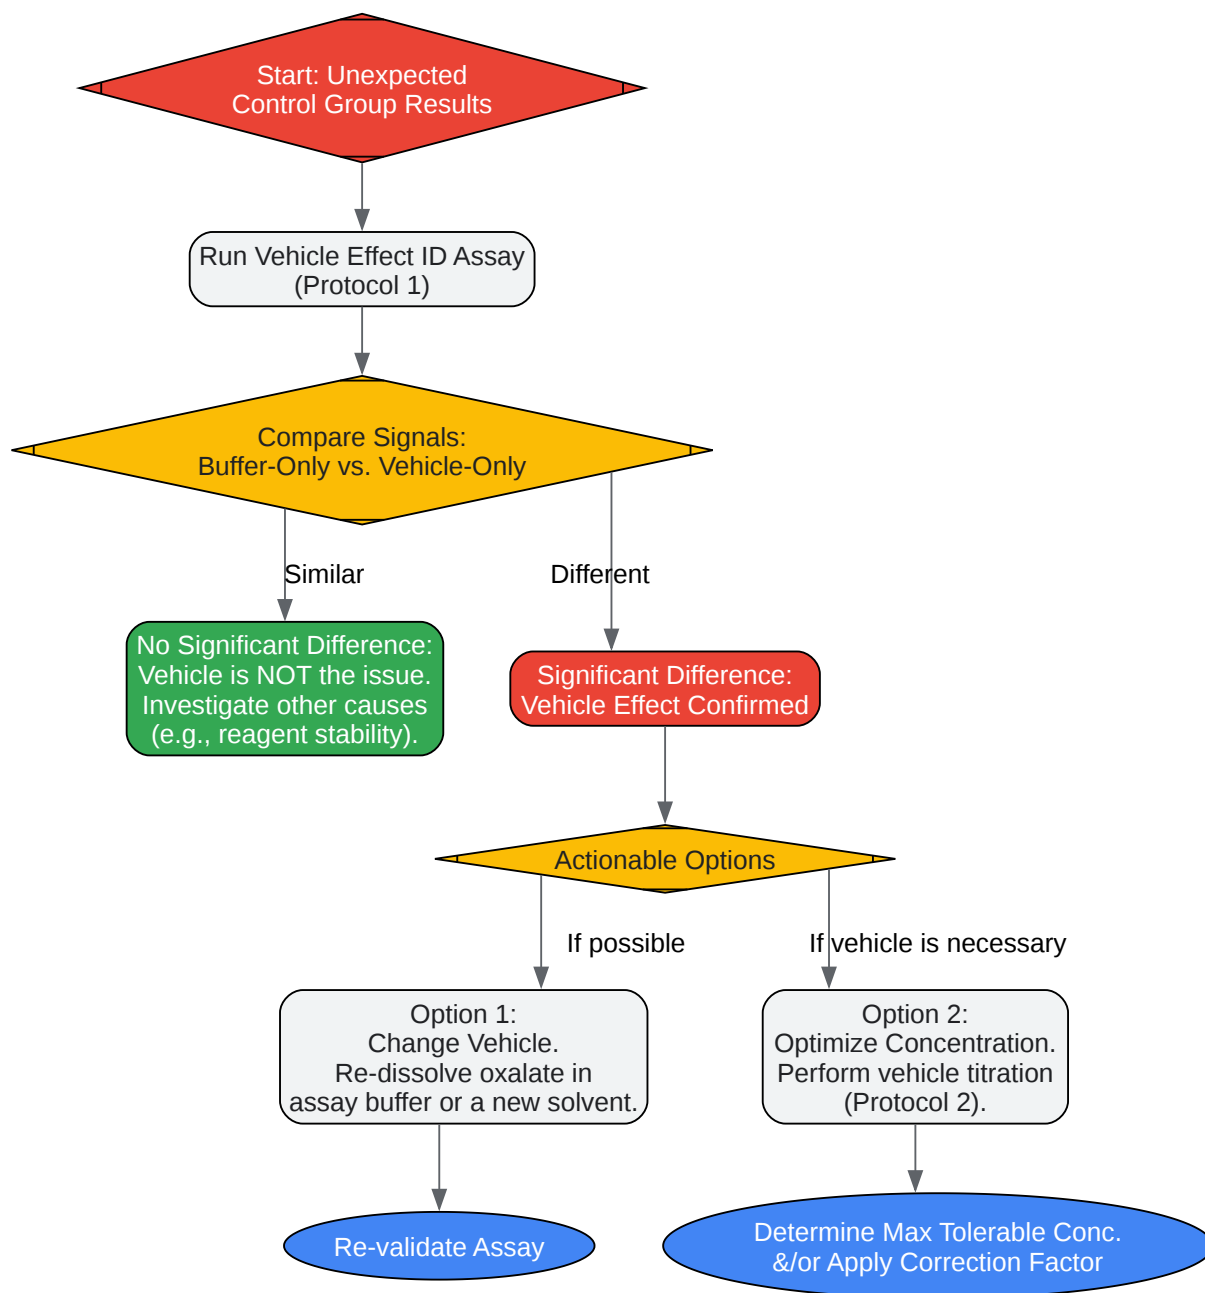 Start: Unexpected
Control Group Results
Run Vehicle Effect ID Assay
(Protocol 1)
Compare Signals:
Buffer-Only vs. Vehicle-Only
Similar
Different
No Significant Difference:
Vehicle is NOT the issue.
Investigate other causes
(e.g., reagent stability).
Significant Difference:
Vehicle Effect Confirmed
Actionable Options
If possible
If vehicle is necessary
Option 1:
Change Vehicle.
Re-dissolve oxalate in
assay buffer or a new solvent.
Option 2:
Optimize Concentration.
Perform vehicle titration
(Protocol 2).
Re-validate Assay
Determine Max Tolerable Conc.
&/or Apply Correction Factor